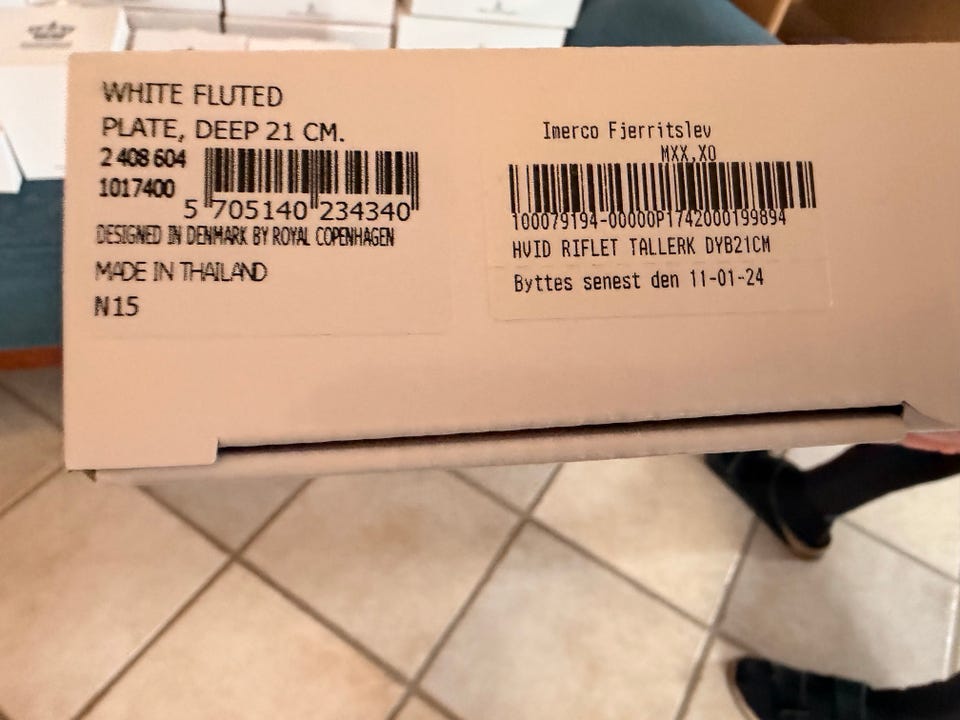 WHITE FLUTED
PLATE, DEEP 21 CM.
2 408 604
1017400
5 705140 234340
DESIGNED IN DENMARK BY ROYAL COPENHAGEN
MADE IN THAILAND
N15
Imerco Fjerritslev
MXX,XO
100079194-00000P1742000199894
HVID RIFLET TALLERK DYB21CM
Byttes senest den 11-01-24